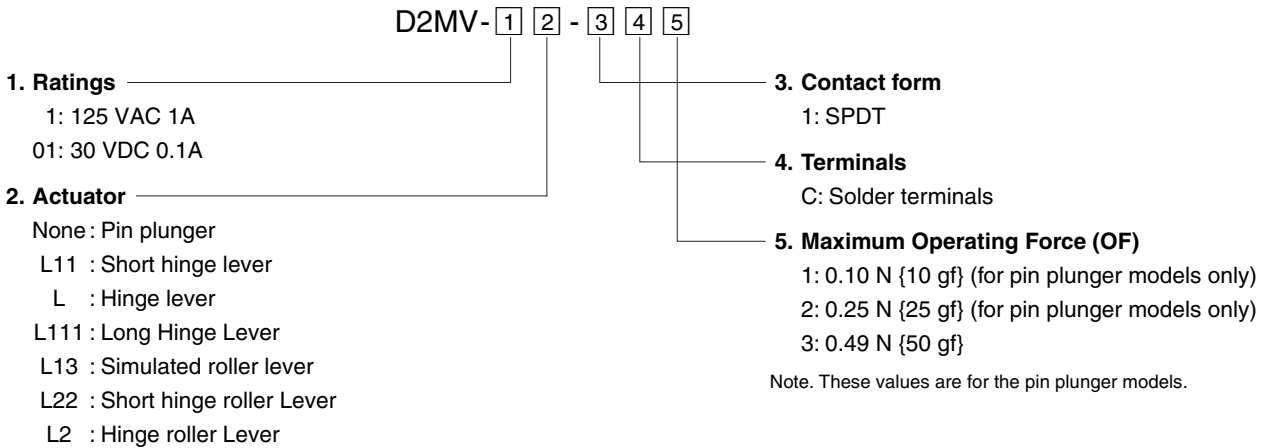 D2MV- 1 2 - 3 4 5
1. Ratings
1: 125 VAC 1A
01: 30 VDC 0.1A
2. Actuator
None : Pin plunger
L11 : Short hinge lever
L : Hinge lever
L111 : Long Hinge Lever
L13 : Simulated roller lever
L22 : Short hinge roller Lever
L2 : Hinge roller Lever
3. Contact form
1: SPDT
4. Terminals
C: Solder terminals
5. Maximum Operating Force (OF)
1: 0.10 N {10 gf} (for pin plunger models only)
2: 0.25 N {25 gf} (for pin plunger models only)
3: 0.49 N {50 gf}
Note. These values are for the pin plunger models.